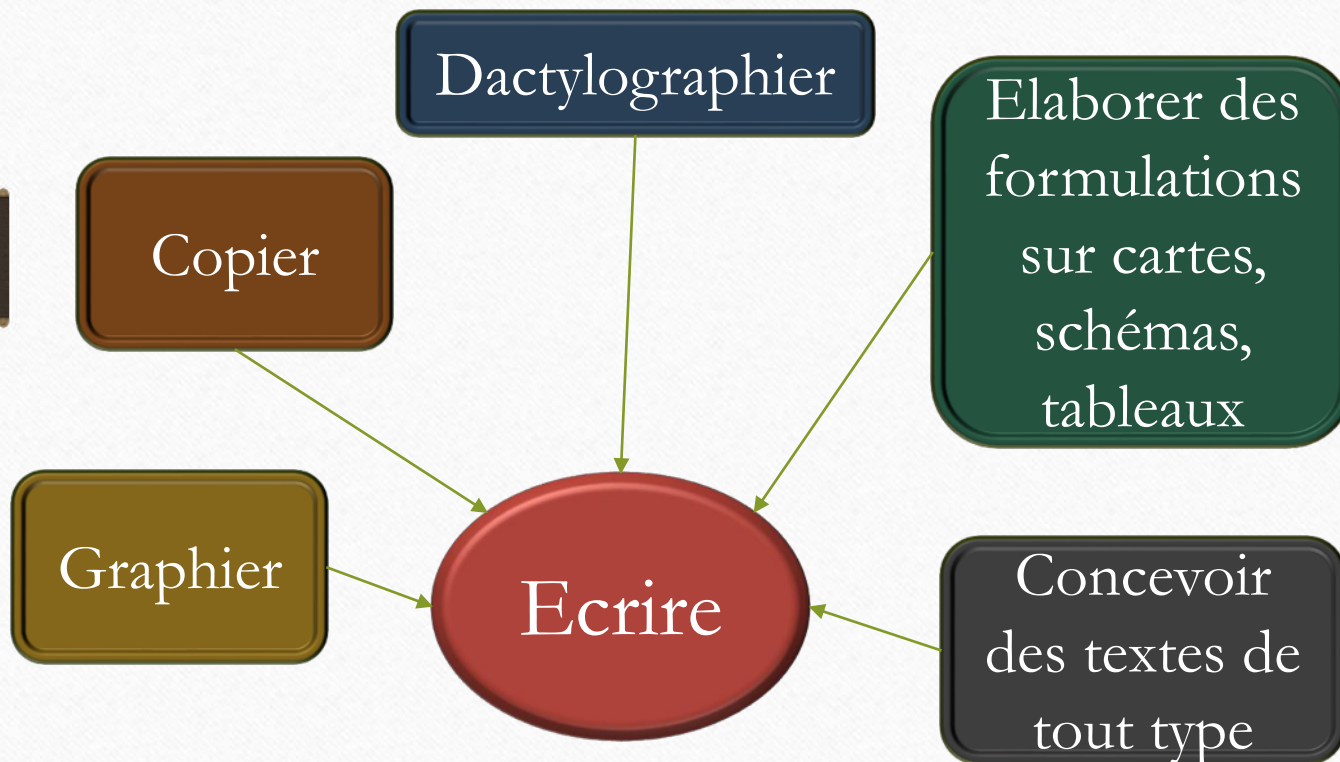 Dactylographier
Elaborer des
formulations
sur cartes,
schémas,
tableaux
Copier
Graphier
Ecrire
Concevoir
des textes de
tout type